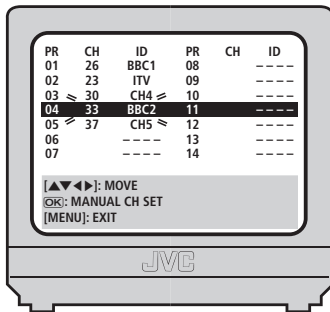 PR CH ID PR CH ID
01 26 BBC1 08 ----
02 23 ITV 09 ----
03 30 CH4 10 ----
04 33 BBC2 11 ----
05 37 CH5 12 ----
06 ---- 13 ----
07 ---- 14 ----
[▲▼◀▶]: MOVE
OK: MANUAL CH SET
[MENU]: EXIT
JVC